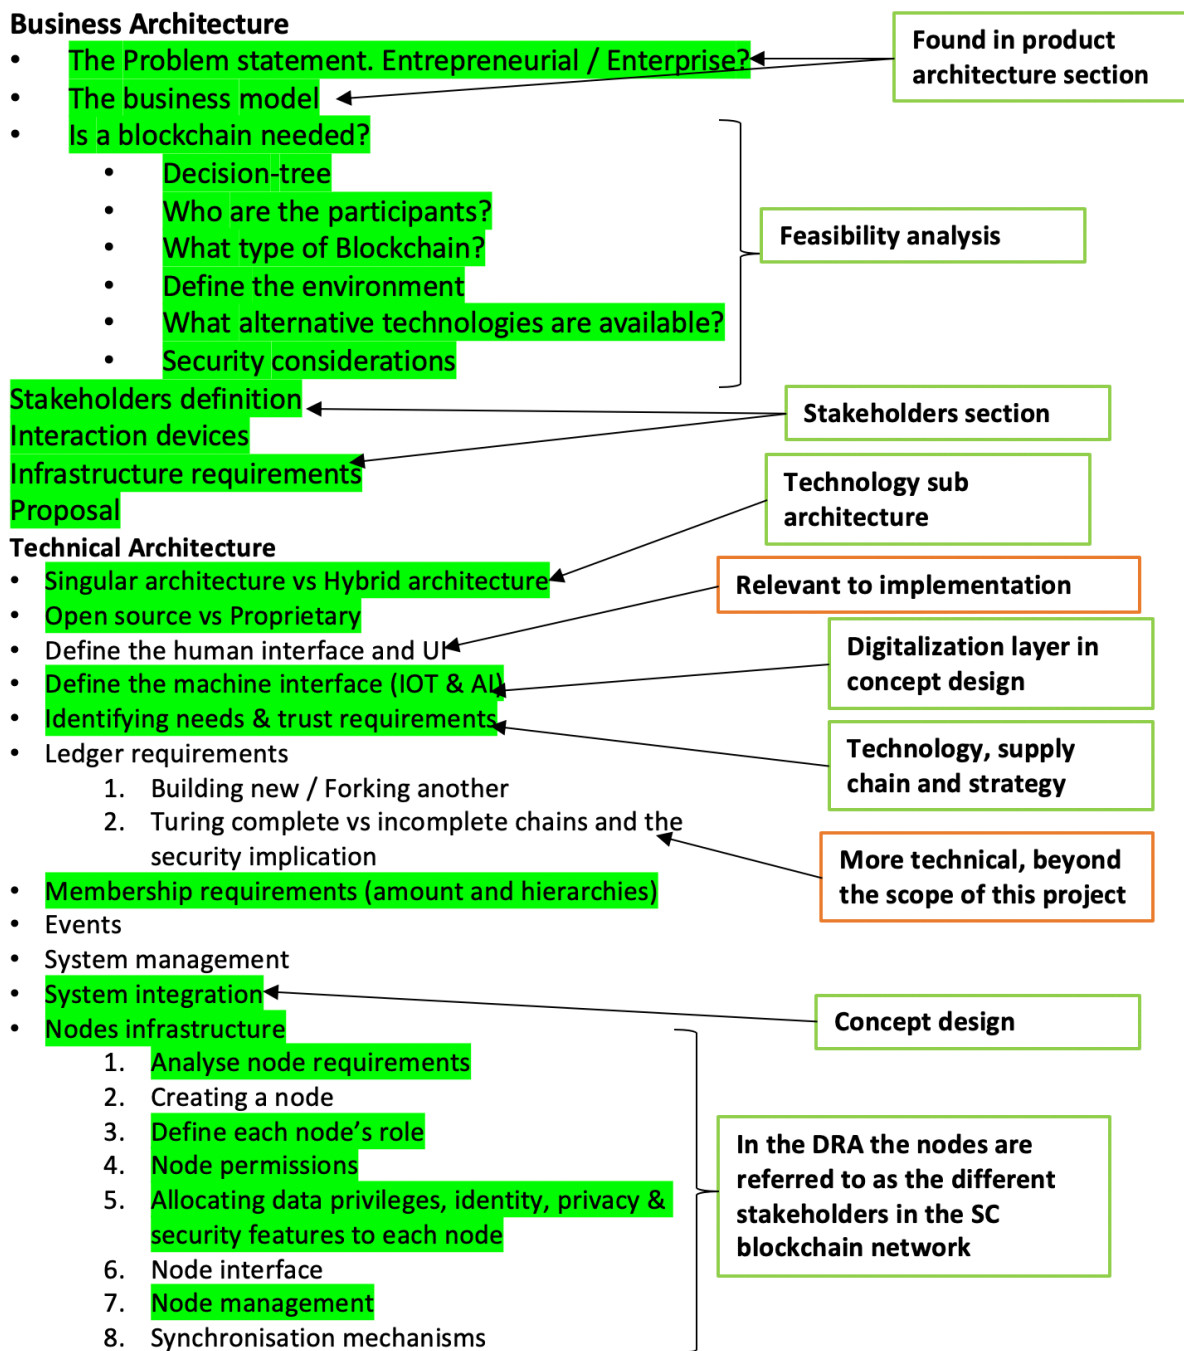 Business Architecture
• The Problem statement. Entrepreneurial / Enterprise?
Found in product
architecture section
• The business model
• Is a blockchain needed?
• Decision-tree
• Who are the participants?
• What type of Blockchain?
• Define the environment
• What alternative technologies are available?
• Security considerations
Feasibility analysis
Stakeholders definition
Interaction devices
Infrastructure requirements
Proposal
Stakeholders section
Technical Architecture
• Singular architecture vs Hybrid architecture
Technology sub
architecture
• Open source vs Proprietary
• Define the human interface and UI
Relevant to implementation
• Define the machine interface (IOT & AI)
Digitalization layer in
concept design
• Identifying needs & trust requirements
Technology, supply
chain and strategy
• Ledger requirements
1. Building new / Forking another
2. Turing complete vs incomplete chains and the
security implication
More technical, beyond
the scope of this project
• Membership requirements (amount and hierarchies)
• Events
• System management
• System integration
Concept design
• Nodes infrastructure
1. Analyse node requirements
2. Creating a node
3. Define each node's role
4. Node permissions
5. Allocating data privileges, identity, privacy &
security features to each node
6. Node interface
7. Node management
8. Synchronisation mechanisms
In the DRA the nodes are
referred to as the different
stakeholders in the SC
blockchain network